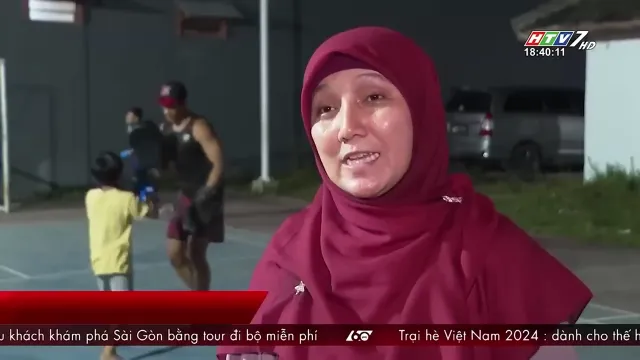 HTV7 HD
18:40:11
khách khám phá Sài Gòn bằng tour đi bộ miễn phí
60
Trại hè Việt Nam 2024 : dành cho thế